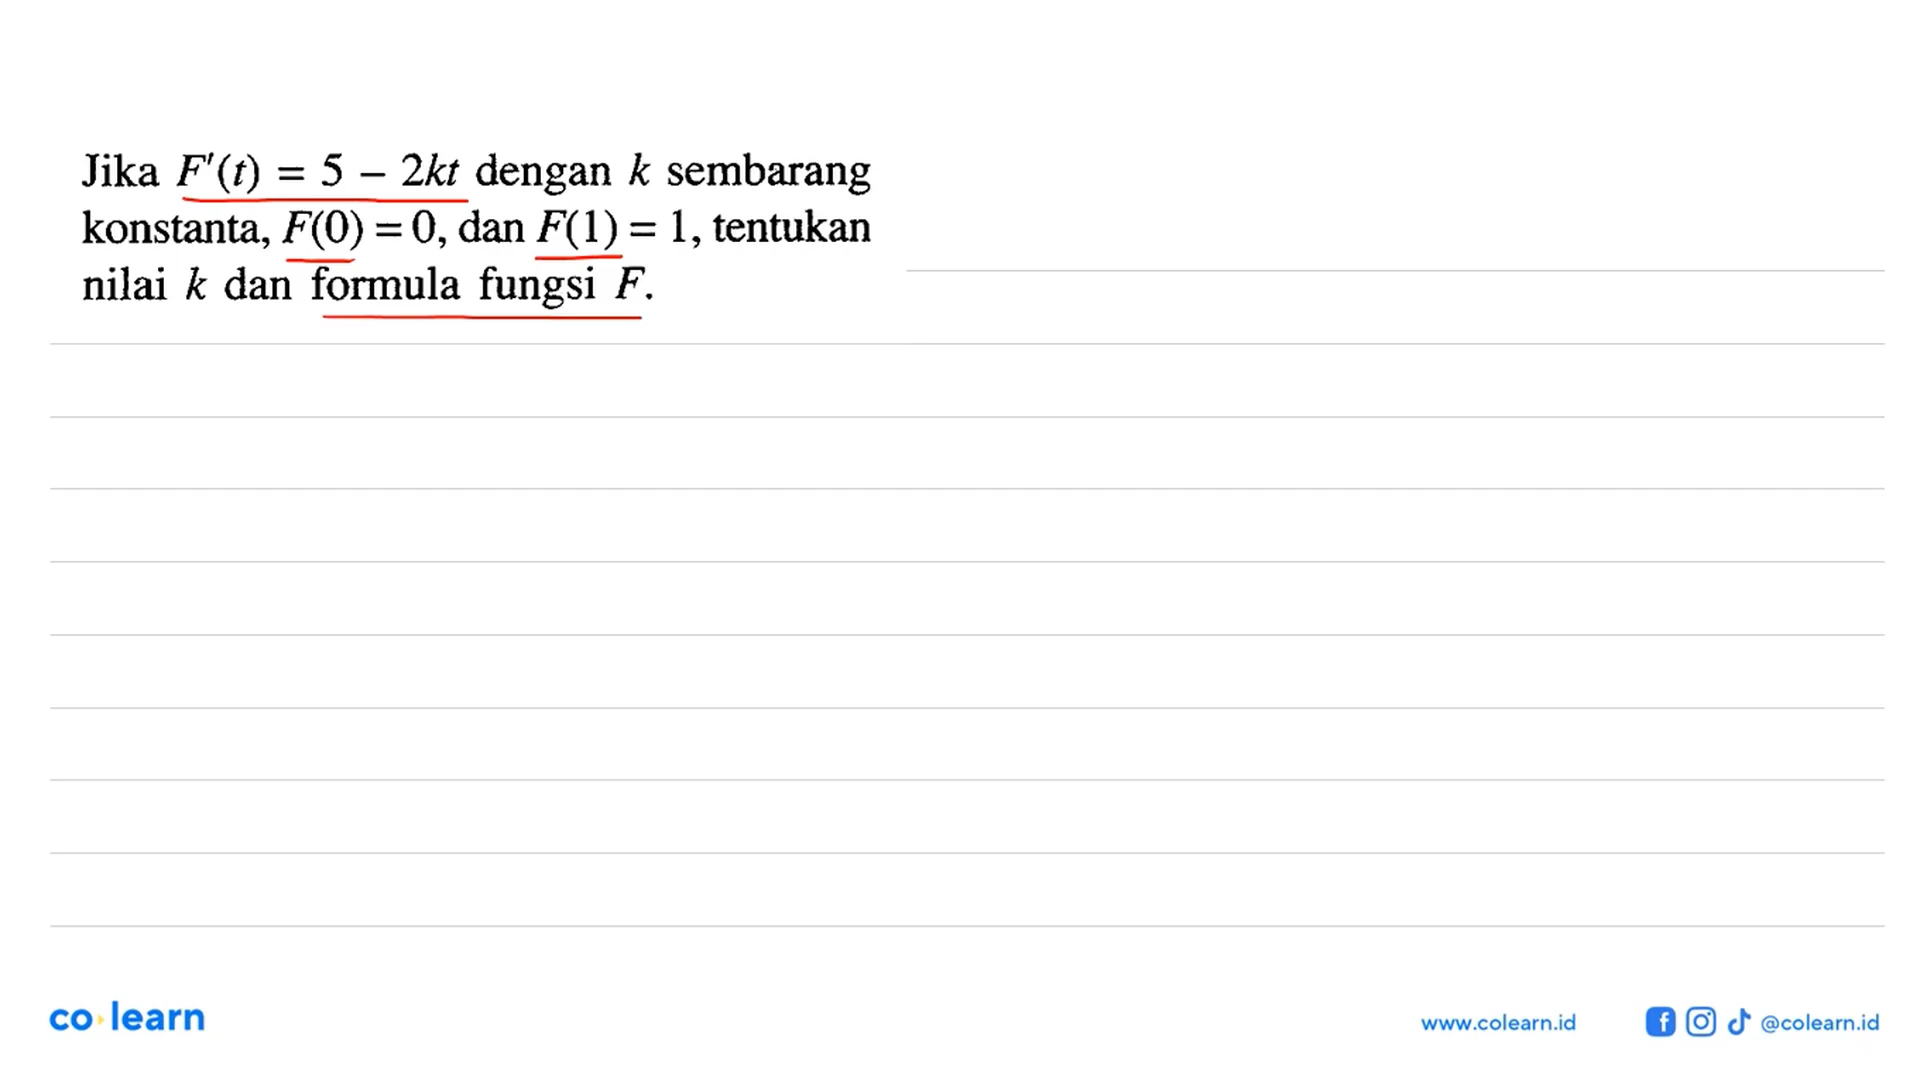 Jika F'(t) = 5 – 2kt dengan k sembarang
konstanta, F(0) = 0, dan F(1) = 1, tentukan
nilai k dan formula fungsi F.
co learn
www.colearn.id
@colearn.id